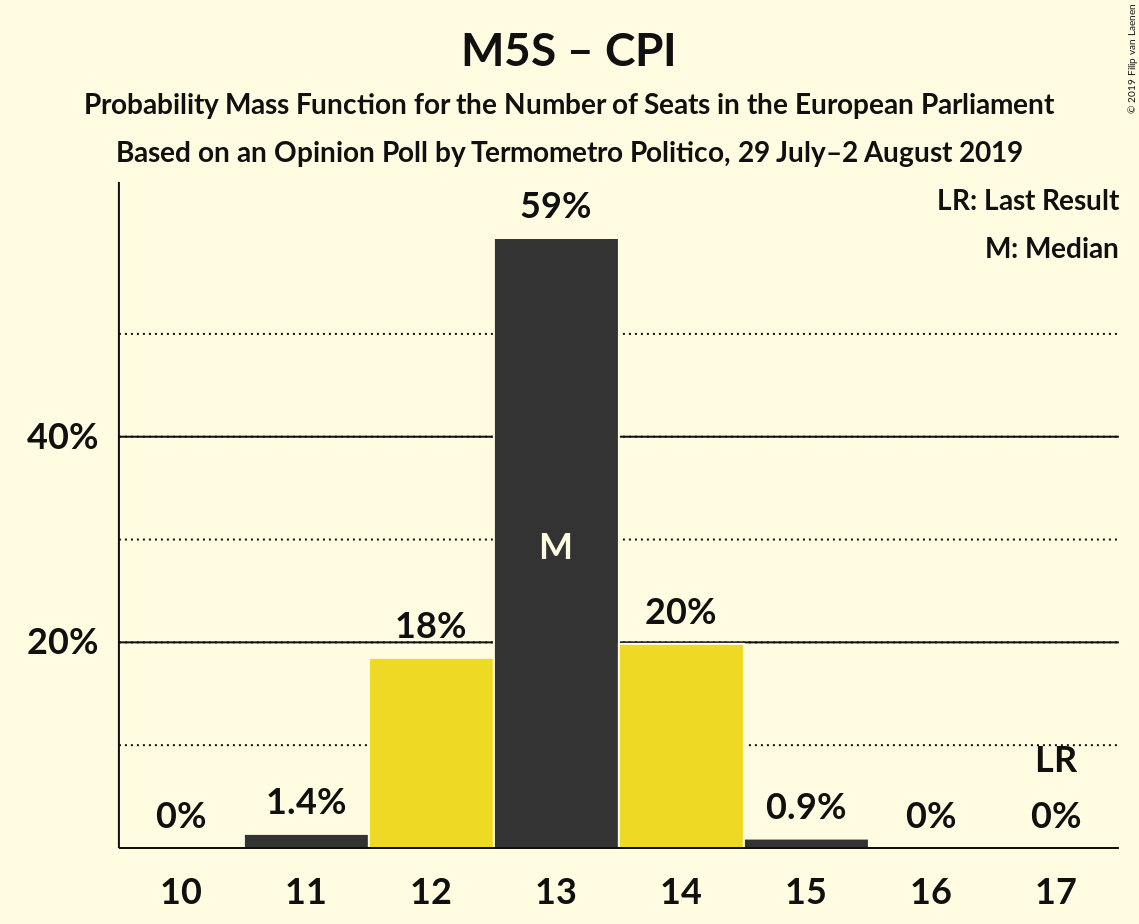 M5S – CPI
Probability Mass Function for the Number of Seats in the European Parliament
Based on an Opinion Poll by Termometro Politico, 29 July–2 August 2019
© 2019 Filip van Laenen
LR: Last Result
M: Median
59%
40%
M
20%
18%
20%
LR
0%
1.4%
0.9%
0%
0%
10 11 12 13 14 15 16 17